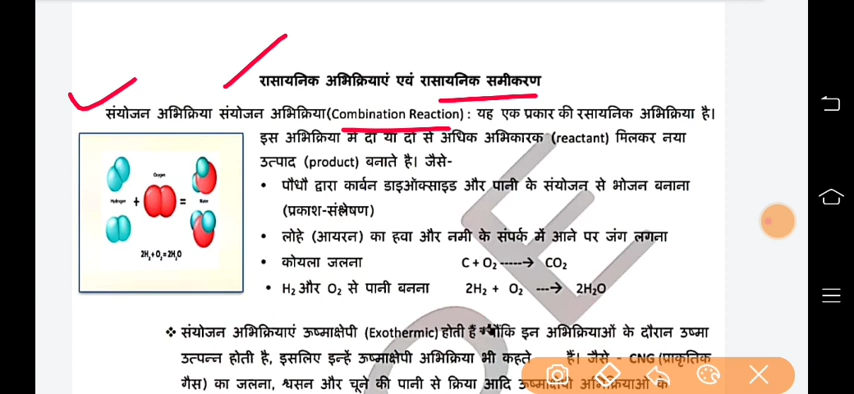 रासायनिक अभिक्रियाएं एवं रासायनिक समीकरण
संयोजन अभिक्रिया संयोजन अभिक्रिया(Combination Reaction) : यह एक प्रकार की रसायनिक अभिक्रिया है।
इस अभिक्रिया में दो या दो से अधिक अभिकारक (reactant) मिलकर नया
उत्पाद (product) बनाते है। जैसे-
Oxygen
Hydrogen + = Water
2H₂+O₂=2H₂O
• पौधों द्वारा कार्बन डाइऑक्साइड और पानी के संयोजन से भोजन बनाना
(प्रकाश-संश्लेषण)
• लोहे (आयरन) का हवा और नमी के संपर्क में आने पर जंग लगना
• कोयला जलना C + O₂ -----→ CO₂
• H₂ और O₂ से पानी बनना 2H₂ + O₂ ---→ 2H₂O
❖ संयोजन अभिक्रियाएं ऊष्माक्षेपी (Exothermic) होती हैं क्योंकि इन अभिक्रियाओं के दौरान उष्मा
उत्पन्न होती है, इसलिए इन्हें ऊष्माक्षेपी अभिक्रिया भी कहते हैं। जैसे - CNG (प्राकृतिक
गैस) का जलना, श्वसन और चूने की पानी से क्रिया आदि ऊष्माक्षेपी अभिक्रियाओं के